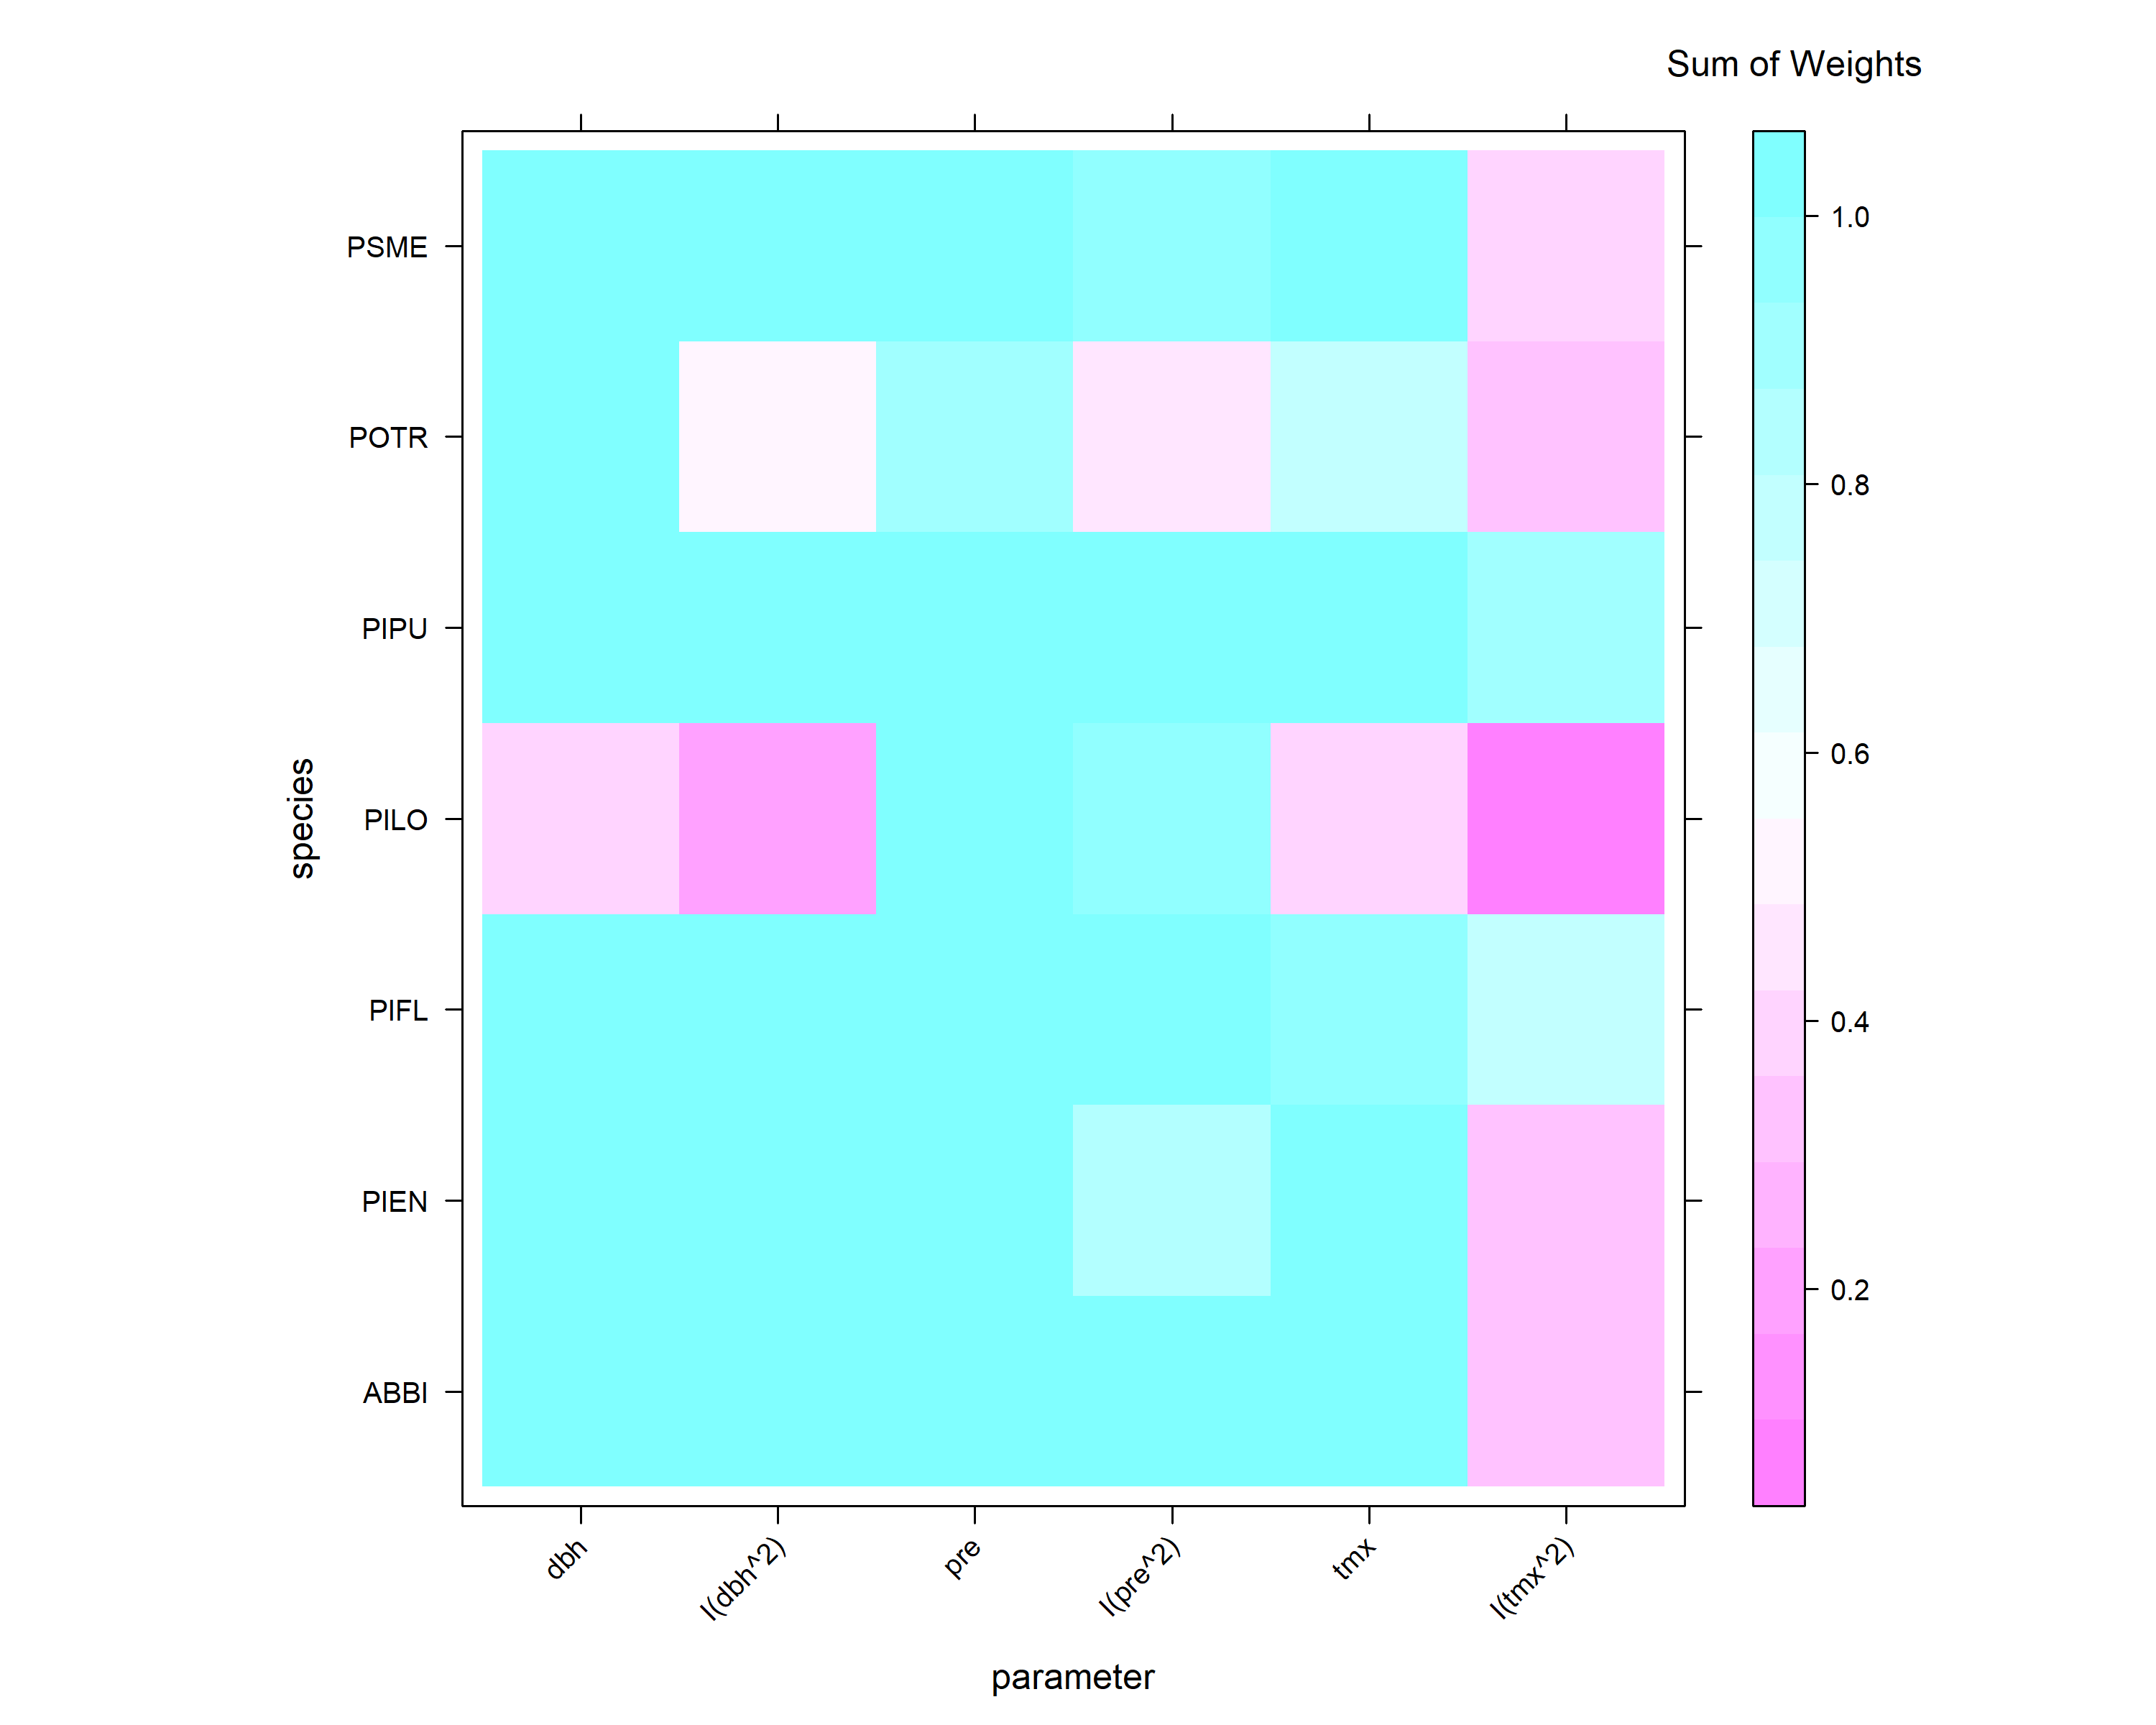 Sum of Weights
1.0
0.8
0.6
0.4
0.2
PSME
POTR
PIPU
PILO
PIFL
PIEN
ABBI
species
dbh
I(dbh^2)
pre
I(pre^2)
tmx
I(tmx^2)
parameter